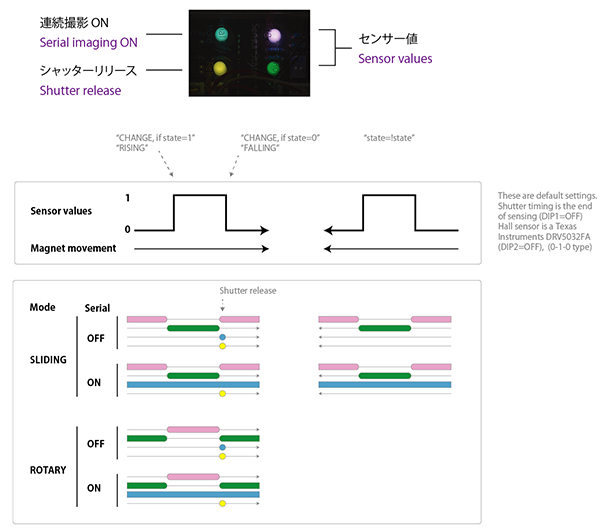 連続撮影 ON
Serial imaging ON
シャッターリリース
Shutter release
センサー値
Sensor values
“CHANGE, if state=1”
“RISING”
“CHANGE, if state=0”
“FALLING”
“state=!state”
Sensor values
1
0
Magnet movement
These are default settings.
Shutter timing is the end
of sensing (DIP1=OFF)
Hall sensor is a Texas
Instruments DRV5032FA
(DIP2=OFF), (0-1-0 type)
Shutter release
Mode
Serial
SLIDING
OFF
ON
ROTARY
OFF
ON